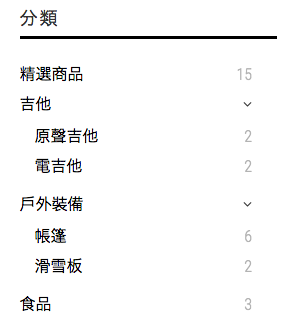 分類
精選商品 15
吉他
原聲吉他 2
電吉他 2
戶外裝備
帳篷 6
滑雪板 2
食品 3